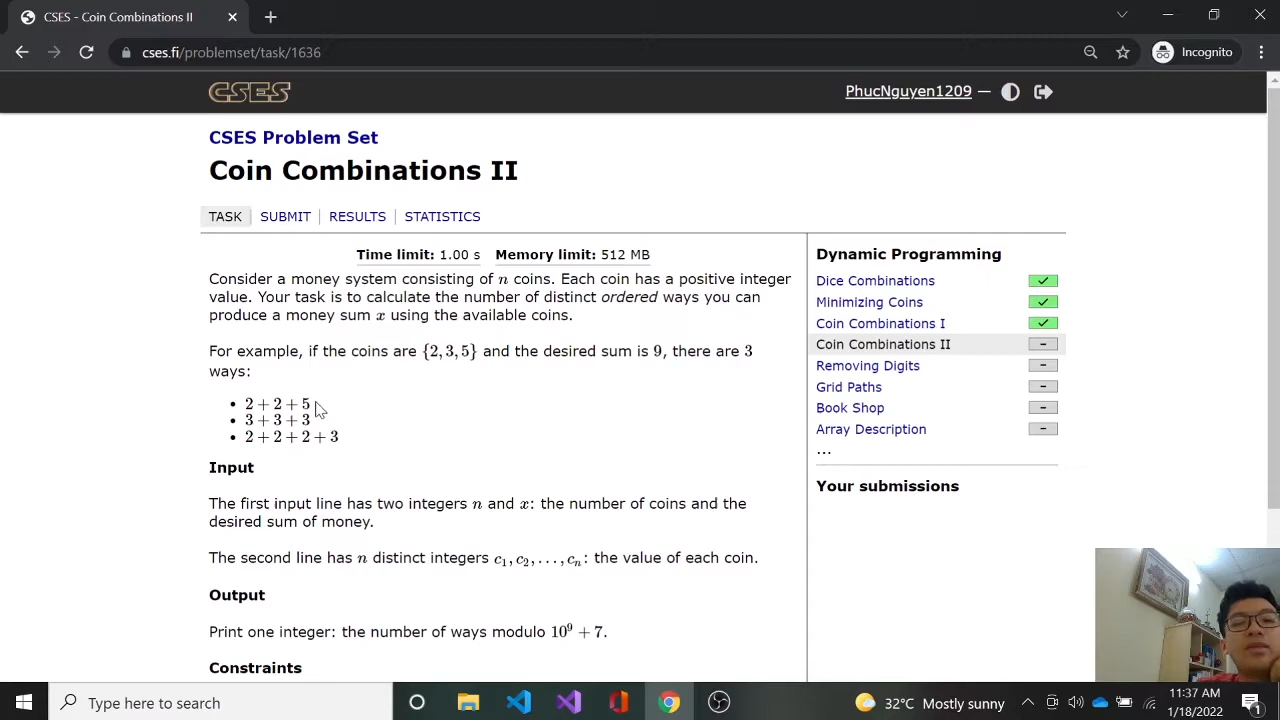 CSES - Coin Combinations II
cses.fi/problemset/task/1636
Incognito
CSES
PhucNguyen1209 —
CSES Problem Set
Coin Combinations II
TASK SUBMIT RESULTS STATISTICS
Time limit: 1.00 s Memory limit: 512 MB
Consider a money system consisting of n coins. Each coin has a positive integer
value. Your task is to calculate the number of distinct ordered ways you can
produce a money sum x using the available coins.
For example, if the coins are {2, 3, 5} and the desired sum is 9, there are 3
ways:
• 2 + 2 + 5
• 3 + 3 + 3
• 2 + 2 + 2 + 3
Input
The first input line has two integers n and x: the number of coins and the
desired sum of money.
The second line has n distinct integers c₁, c₂, . . . , cₙ: the value of each coin.
Output
Print one integer: the number of ways modulo 10⁹ + 7.
Constraints
Dynamic Programming
Dice Combinations
Minimizing Coins
Coin Combinations I
Coin Combinations II
Removing Digits
Grid Paths
Book Shop
Array Description
...
Your submissions
Type here to search
32°C Mostly sunny
11:37 AM
1/18/2022
1